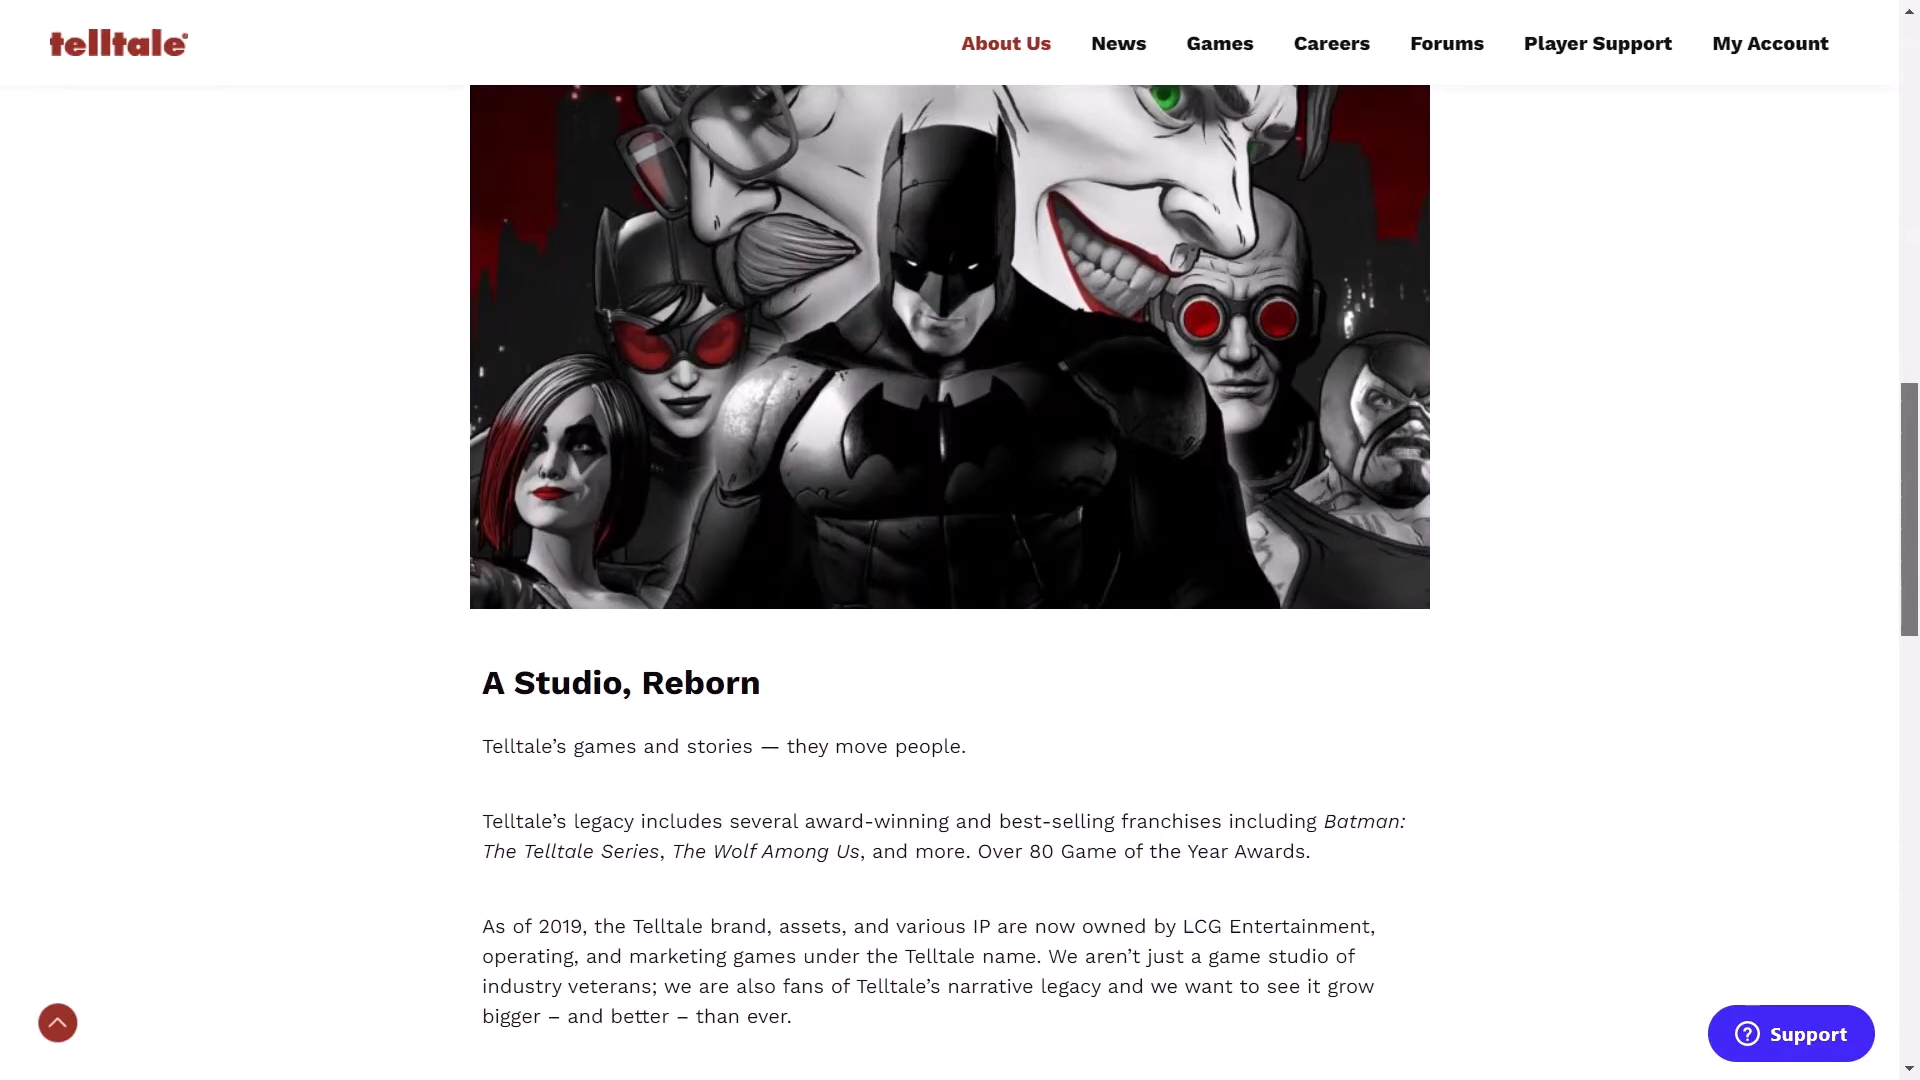 telltale
About Us News Games Careers Forums Player Support My Account
A Studio, Reborn
Telltale’s games and stories — they move people.
Telltale’s legacy includes several award-winning and best-selling franchises including Batman:
The Telltale Series, The Wolf Among Us, and more. Over 80 Game of the Year Awards.
As of 2019, the Telltale brand, assets, and various IP are now owned by LCG Entertainment,
operating, and marketing games under the Telltale name. We aren’t just a game studio of
industry veterans; we are also fans of Telltale’s narrative legacy and we want to see it grow
bigger – and better – than ever.
Support